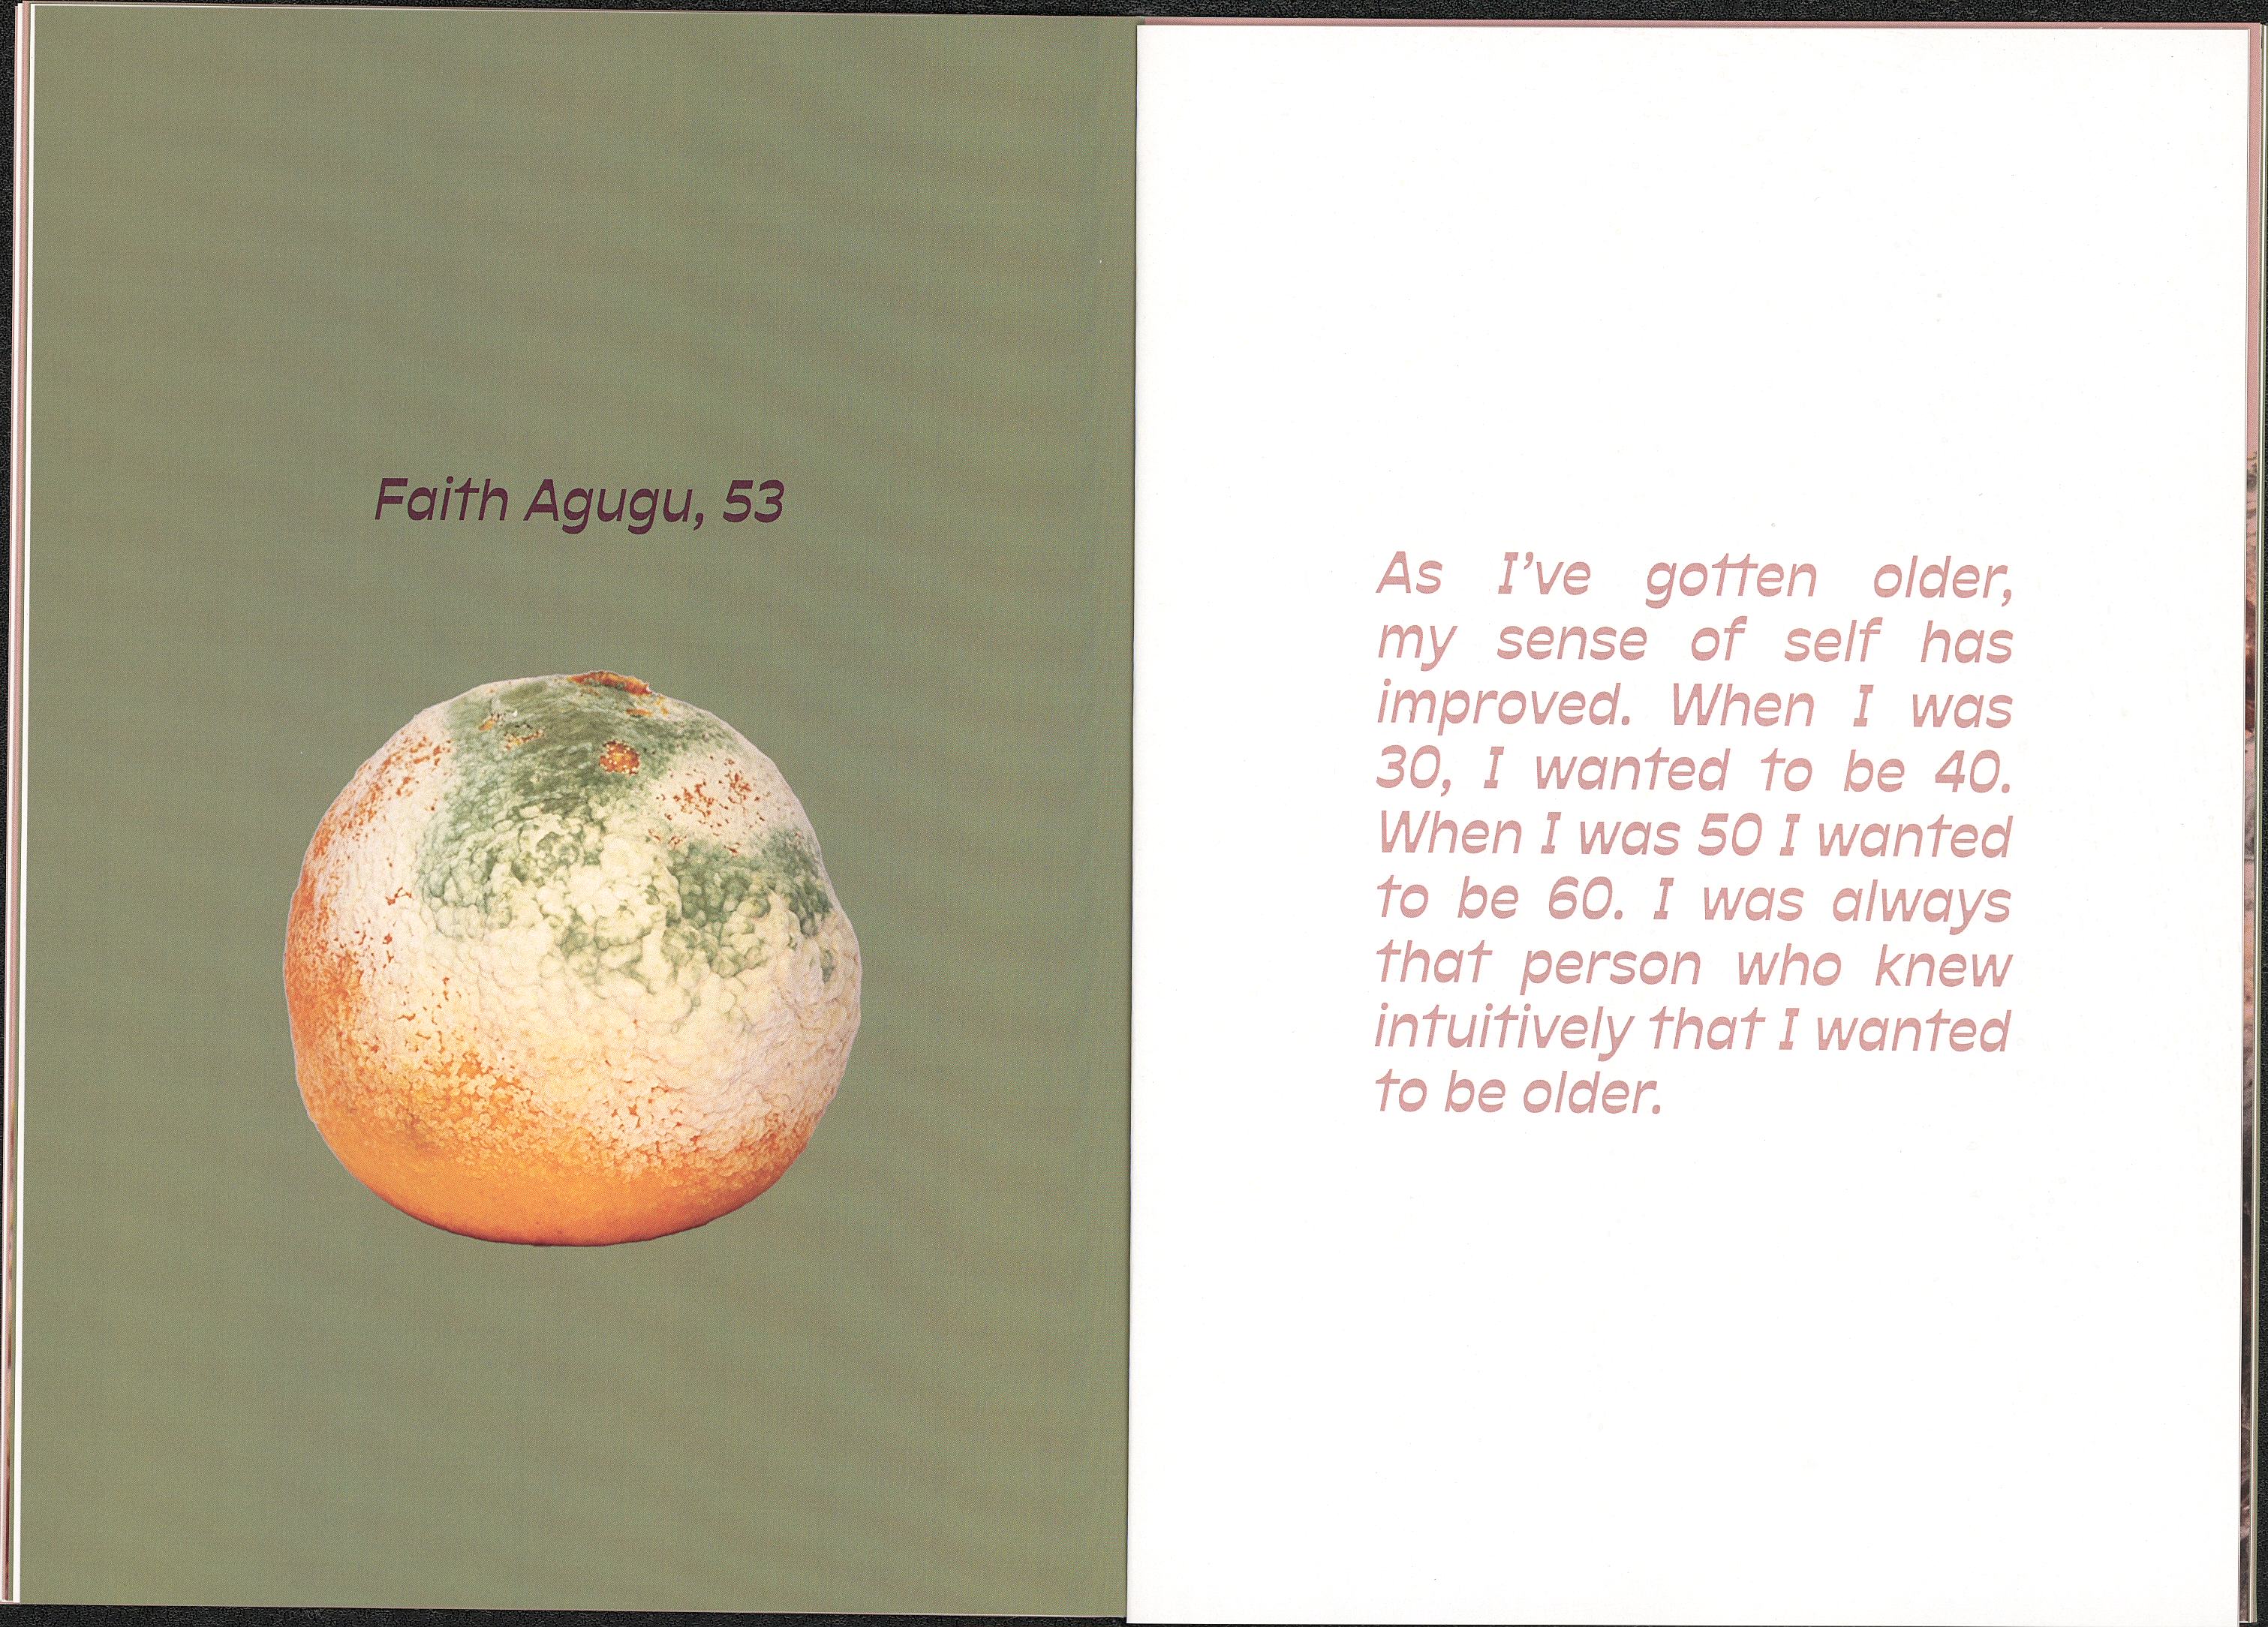 Faith Agugu, 53
As I’ve gotten older,
my sense of self has
improved. When I was
30, I wanted to be 40.
When I was 50 I wanted
to be 60. I was always
that person who knew
intuitively that I wanted
to be older.